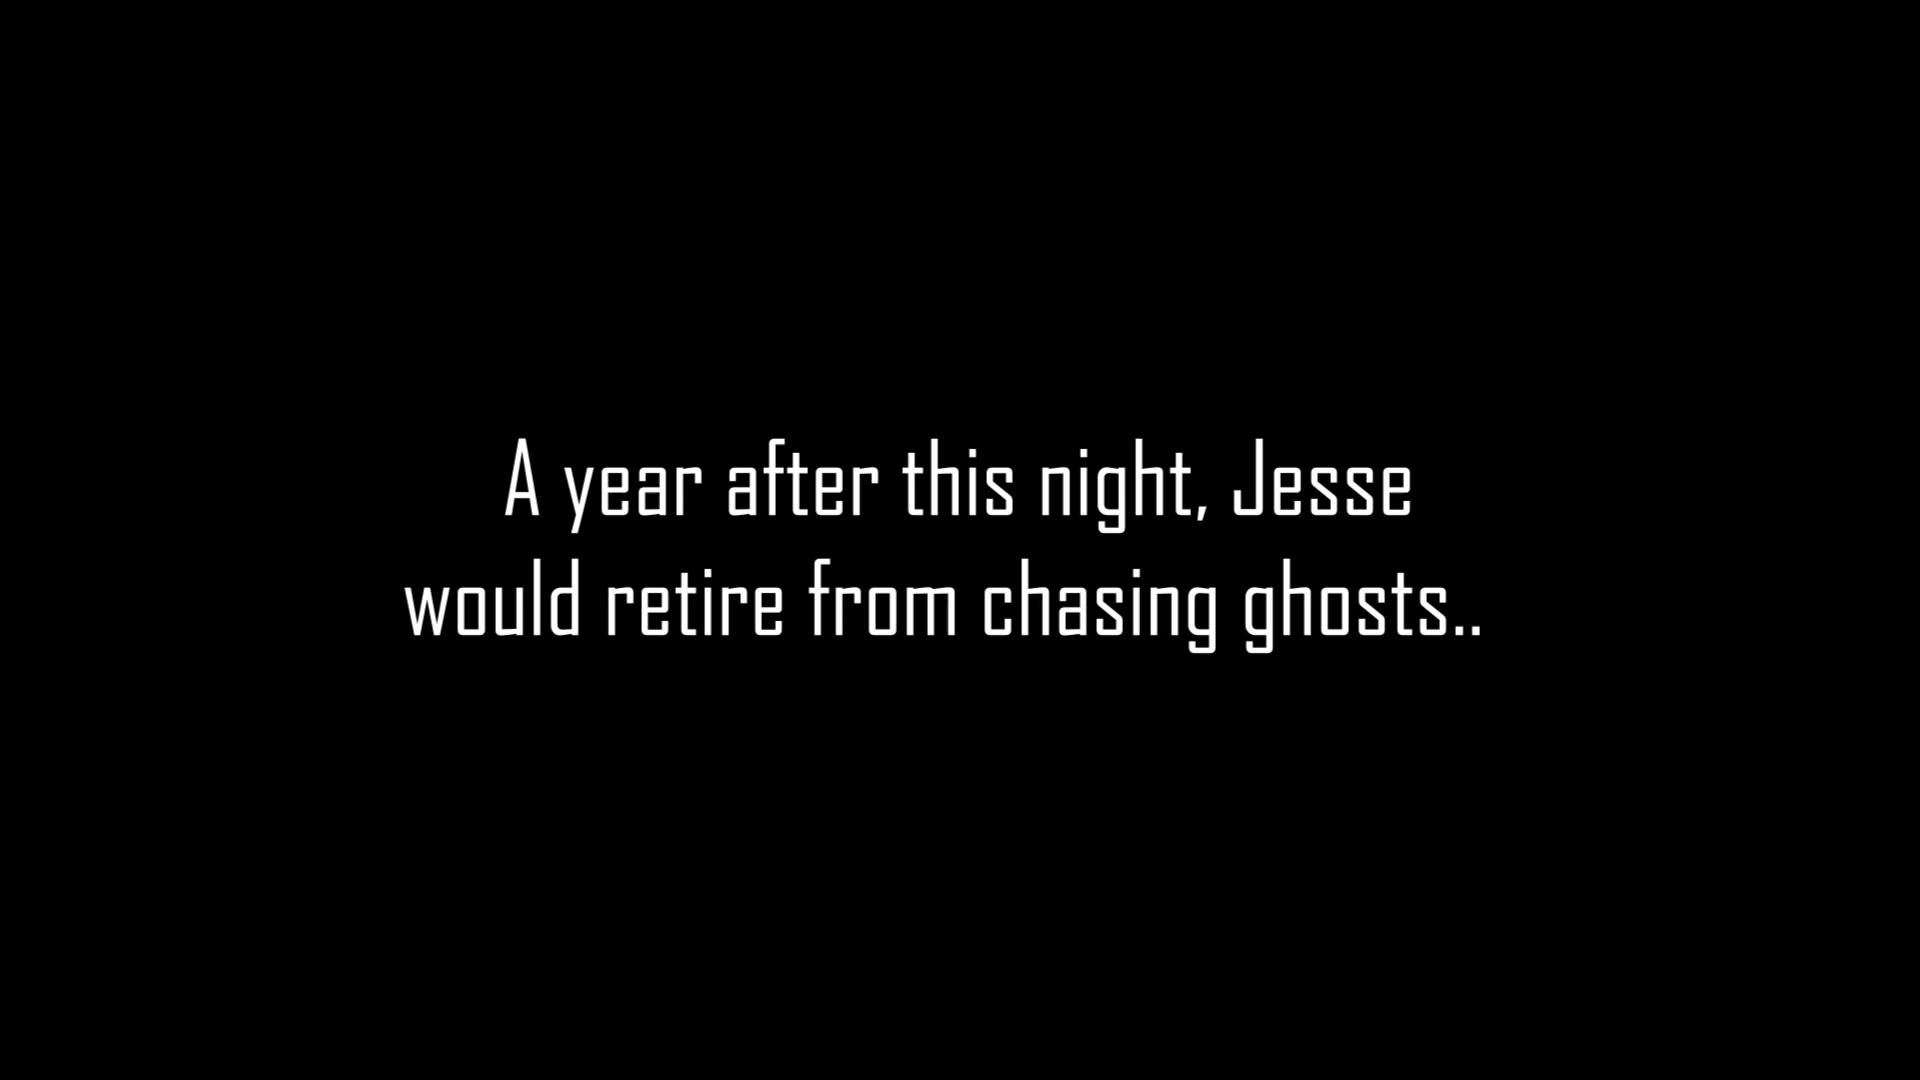 A year after this night, Jesse
would retire from chasing ghosts..